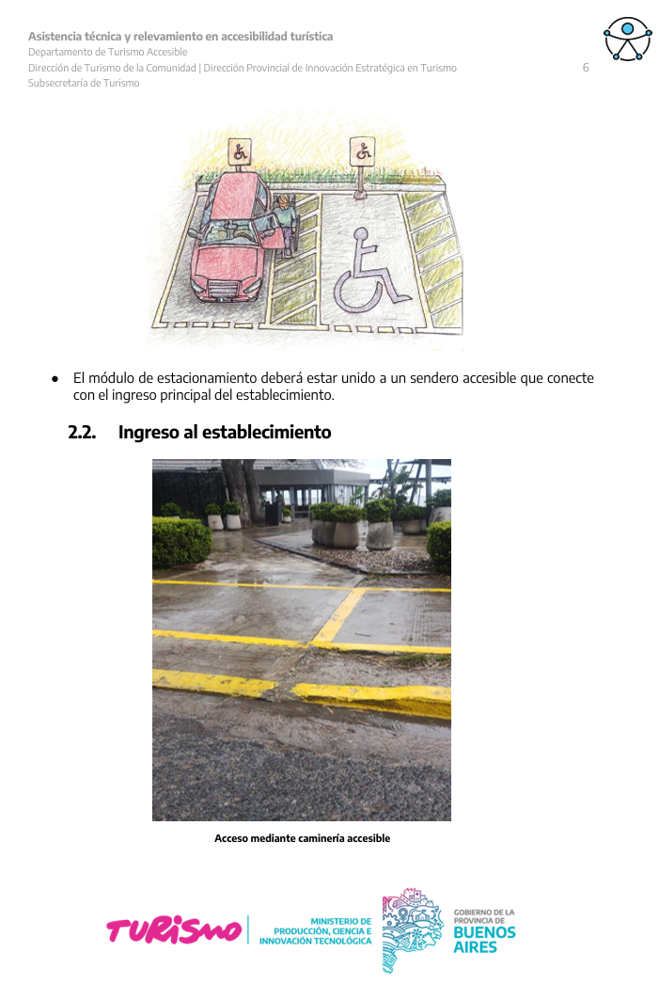 Asistencia técnica y relevamiento en accesibilidad turística
Departamento de Turismo Accesible
Dirección de Turismo de la Comunidad | Dirección Provincial de Innovación Estratégica en Turismo
6
Subsecretaría de Turismo
● El módulo de estacionamiento deberá estar unido a un sendero accesible que conecte
con el ingreso principal del establecimiento.
2.2. Ingreso al establecimiento
Acceso mediante caminería accesible
TURISMO
MINISTERIO DE
PRODUCCIÓN, CIENCIA E
INNOVACIÓN TECNOLÓGICA
GOBIERNO DE LA
PROVINCIA DE
BUENOS
AIRES